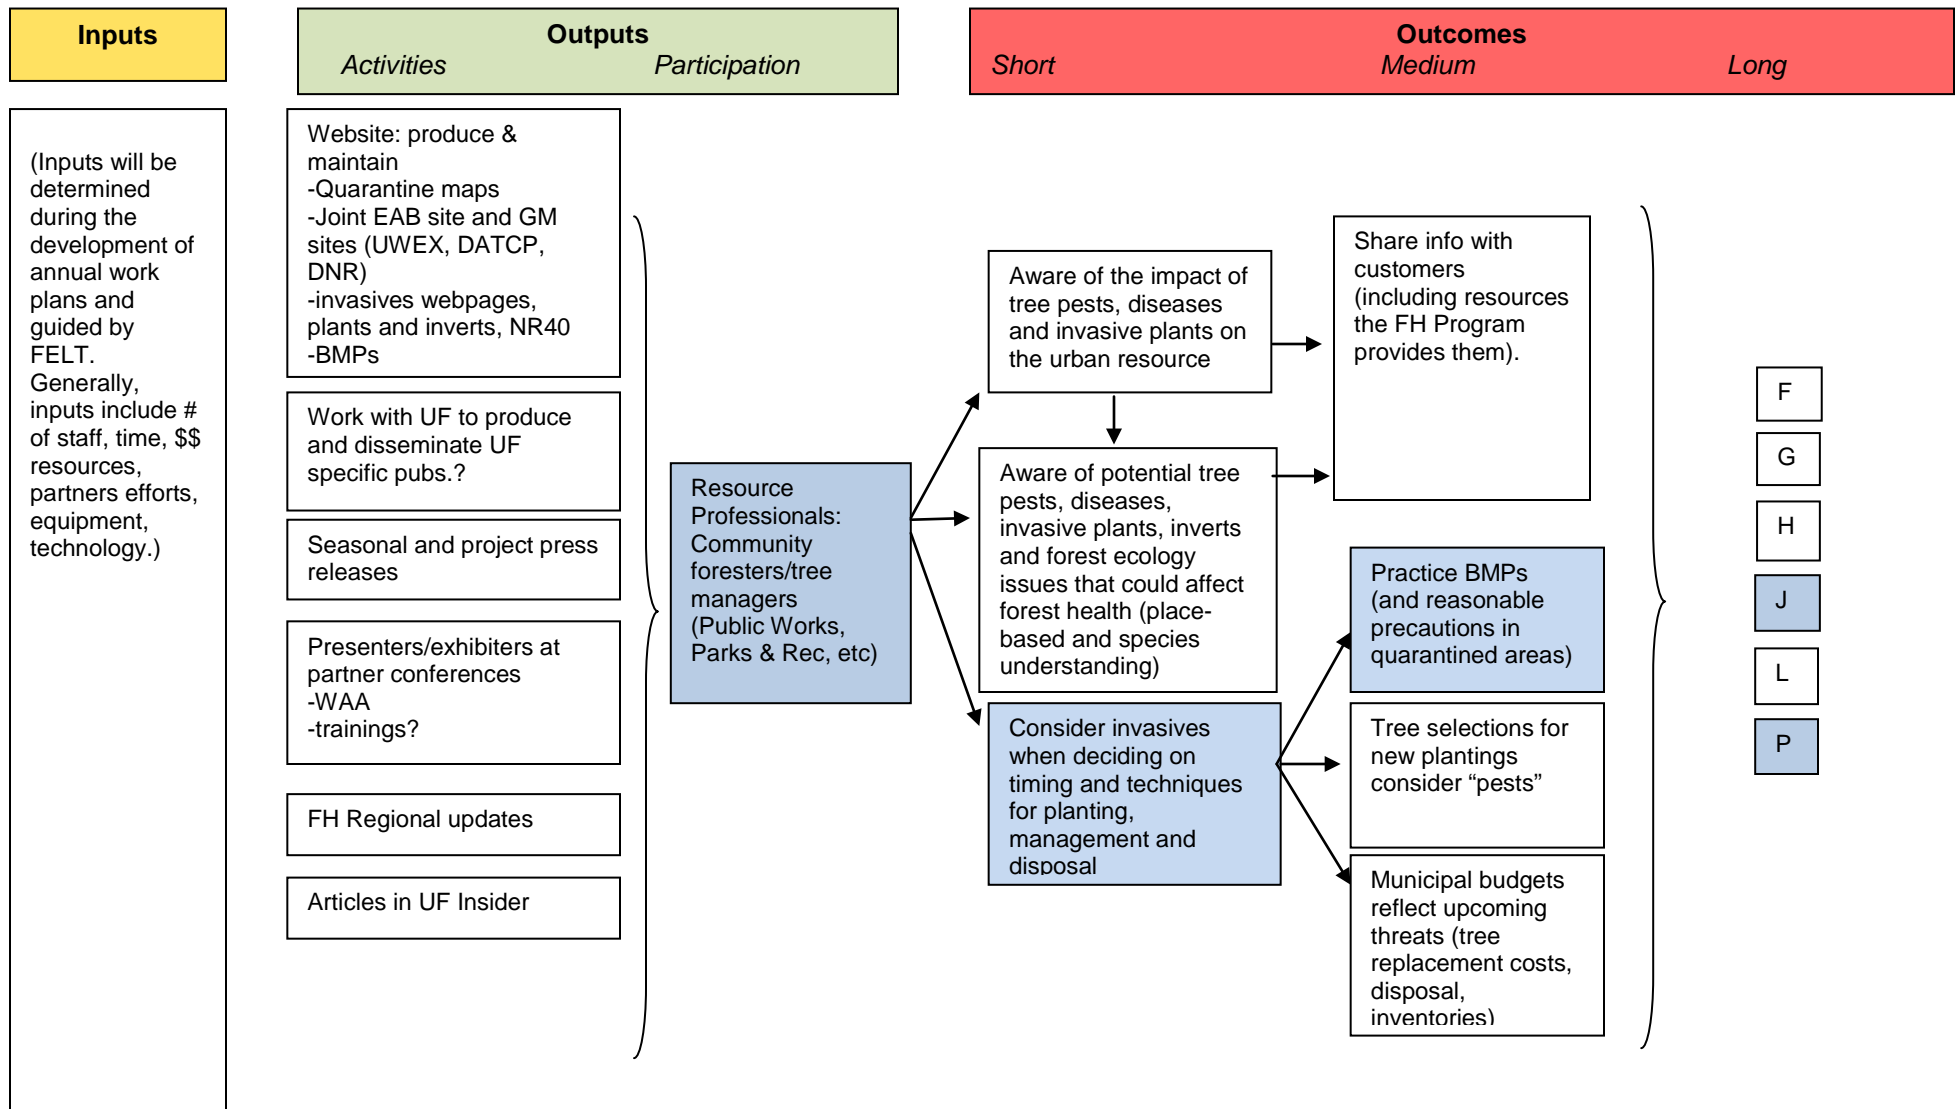 Inputs
Outputs
Activities Participation
Outcomes
Short Medium Long
(Inputs will be
determined
during the
development of
annual work
plans and
guided by
FELT.
Generally,
inputs include #
of staff, time, $$
resources,
partners efforts,
equipment,
technology.)
Website: produce &
maintain
-Quarantine maps
-Joint EAB site and GM
sites (UWEX, DATCP,
DNR)
-invasives webpages,
plants and inverts, NR40
-BMPs
Work with UF to produce
and disseminate UF
specific pubs.?
Seasonal and project press
releases
Presenters/exhibiters at
partner conferences
-WAA
-trainings?
FH Regional updates
Articles in UF Insider
Resource
Professionals:
Community
foresters/tree
managers
(Public Works,
Parks & Rec, etc)
Aware of the impact of
tree pests, diseases
and invasive plants on
the urban resource
Aware of potential tree
pests, diseases,
invasive plants, inverts
and forest ecology
issues that could affect
forest health (place-
based and species
understanding)
Consider invasives
when deciding on
timing and techniques
for planting,
management and
disposal
Share info with
customers
(including resources
the FH Program
provides them).
Practice BMPs
(and reasonable
precautions in
quarantined areas)
Tree selections for
new plantings
consider “pests”
Municipal budgets
reflect upcoming
threats (tree
replacement costs,
disposal,
inventories)
F
G
H
J
L
P